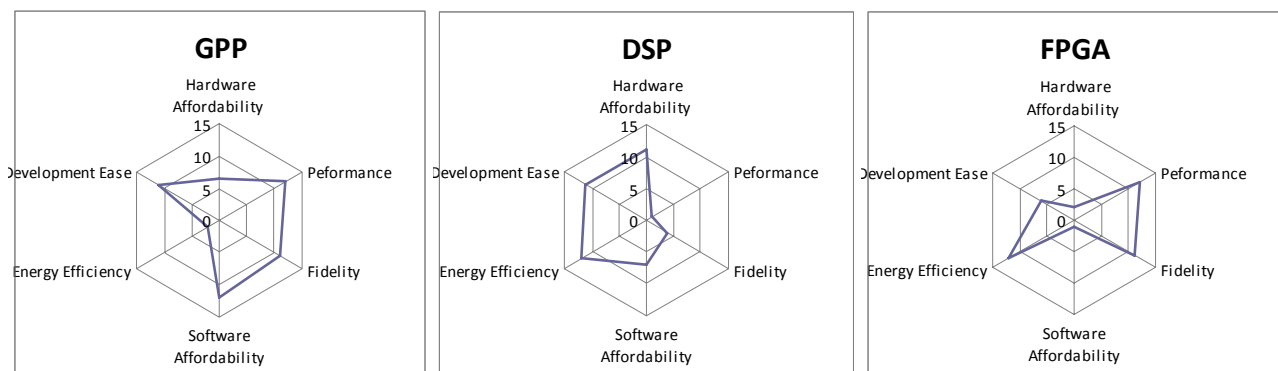 GPP
Hardware
Affordability
15
10
5
0
Development Ease
Peformance
Energy Efficiency
Fidelity
Software
Affordability
DSP
Hardware
Affordability
15
10
5
0
Development Ease
Peformance
Energy Efficiency
Fidelity
Software
Affordability
FPGA
Hardware
Affordability
15
10
5
0
Development Ease
Peformance
Energy Efficiency
Fidelity
Software
Affordability